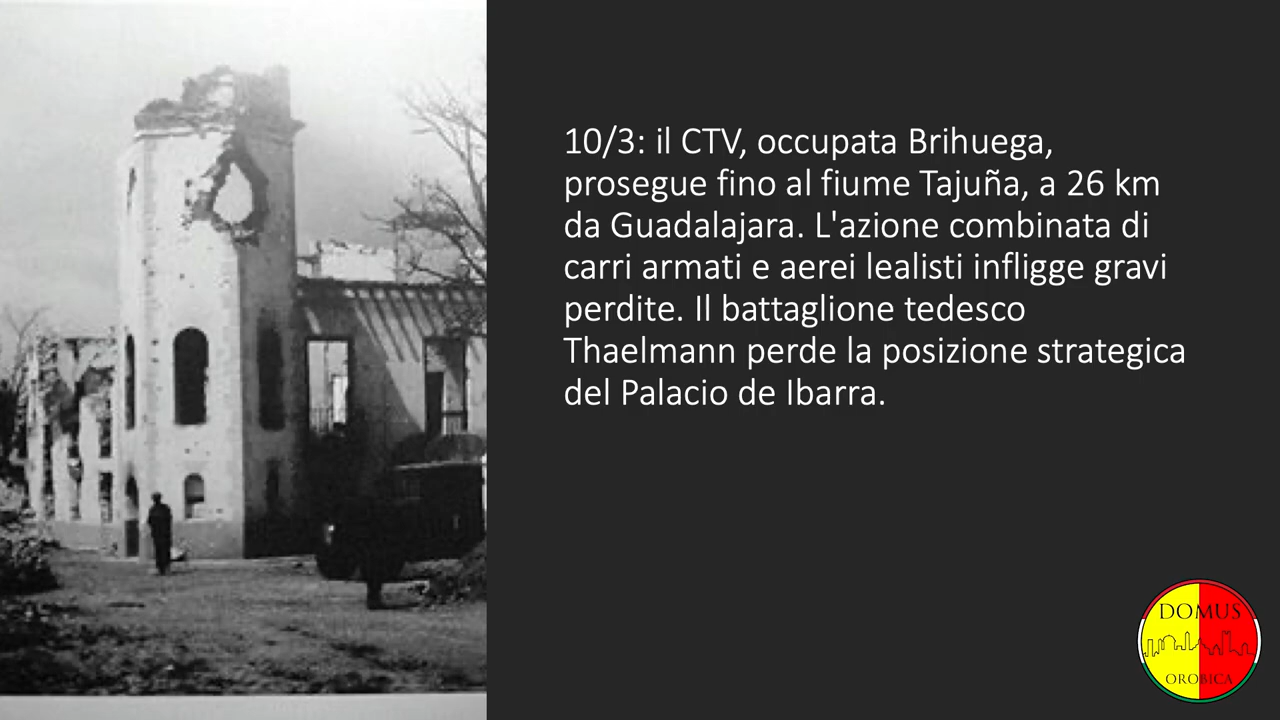 10/3: il CTV, occupata Brihuega,
prosegue fino al fiume Tajuña, a 26 km
da Guadalajara. L'azione combinata di
carri armati e aerei lealisti infligge gravi
perdite. Il battaglione tedesco
Thaelmann perde la posizione strategica
del Palacio de Ibarra.
DOMUS
OROBICA